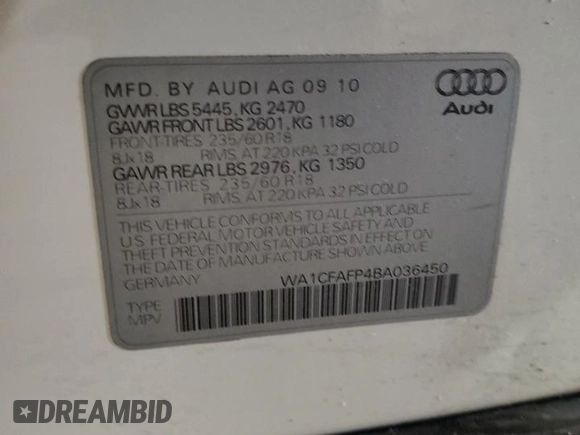 MFD. BY AUDI AG 09 10
GVWR LBS 5445, KG 2470
GAWR FRONT LBS 2601, KG 1180
FRONT-TIRES 235/60 R18
8Jx18 RIMS, AT 220 KPA 32 PSI COLD
GAWR REAR LBS 2976, KG 1350
REAR-TIRES 235/60 R18
8Jx18 RIMS, AT 220 KPA 32 PSI COLD
THIS VEHICLE CONFORMS TO ALL APPLICABLE
U.S. FEDERAL MOTOR VEHICLE SAFETY AND
THEFT PREVENTION STANDARDS IN EFFECT ON THE
DATE OF MANUFACTURE SHOWN ABOVE.
GERMANY WA1CFAFP4BA036450
TYPE
MPV
Audi
DREAMBID